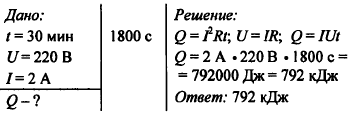 Дано:
t = 30 мин
U = 220 В
I = 2 А
Q – ?
1800 с
Решение:
Q = I²Rt; U = IR; Q = IUt
Q = 2 А • 220 В • 1800 с =
= 792000 Дж = 792 кДж
Ответ: 792 кДж